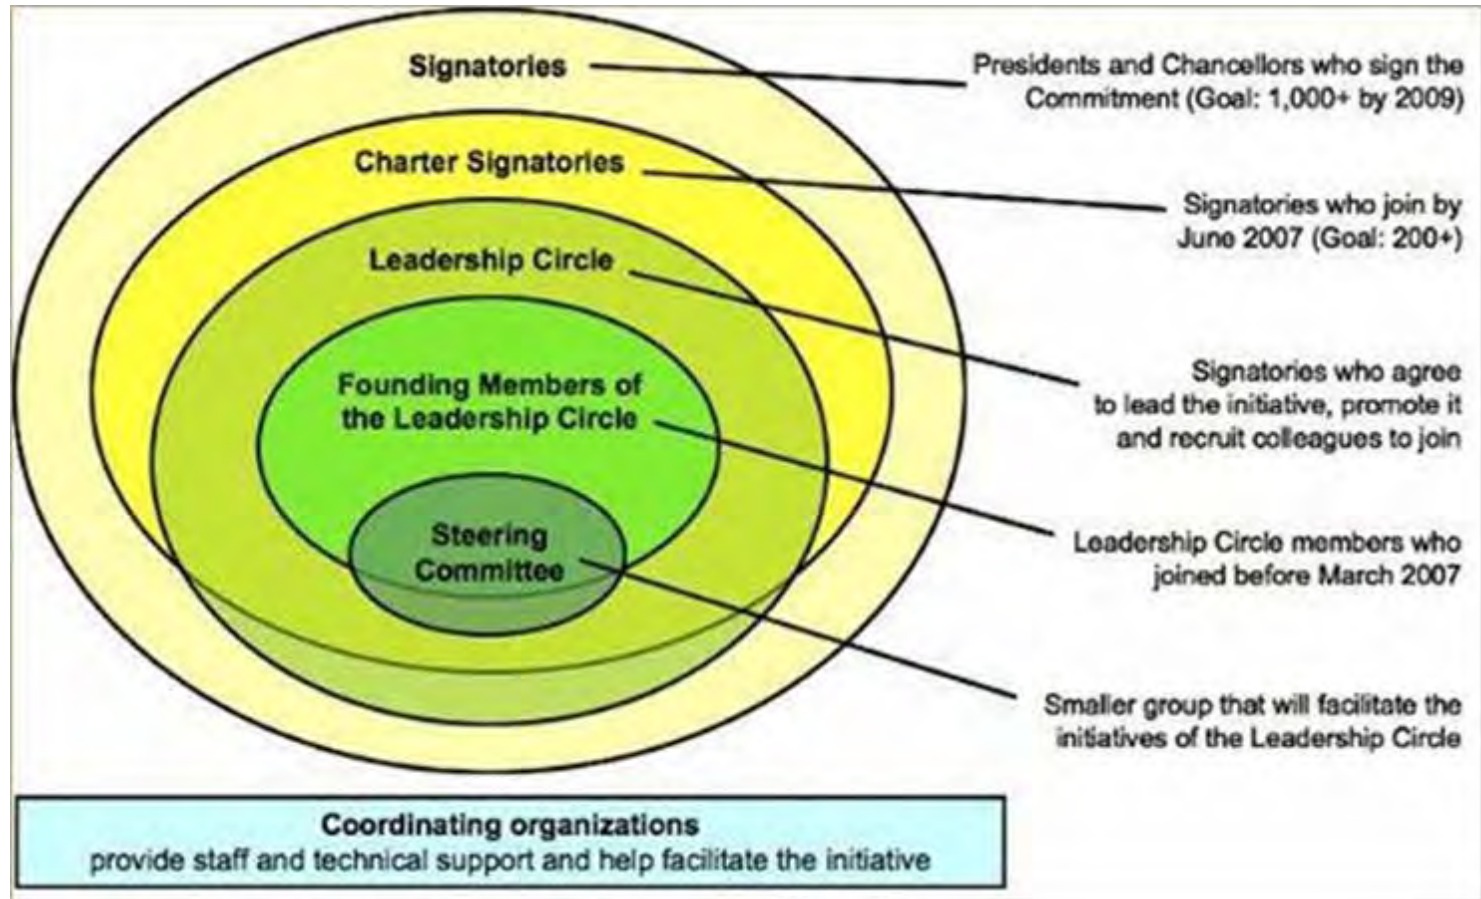 Signatories
Presidents and Chancellors who sign the
Commitment (Goal: 1,000+ by 2009)
Charter Signatories
Signatories who join by
June 2007 (Goal: 200+)
Leadership Circle
Signatories who agree
to lead the initiative, promote it
and recruit colleagues to join
Founding Members of
the Leadership Circle
Leadership Circle members who
joined before March 2007
Steering
Committee
Smaller group that will facilitate the
initiatives of the Leadership Circle
Coordinating organizations
provide staff and technical support and help facilitate the initiative